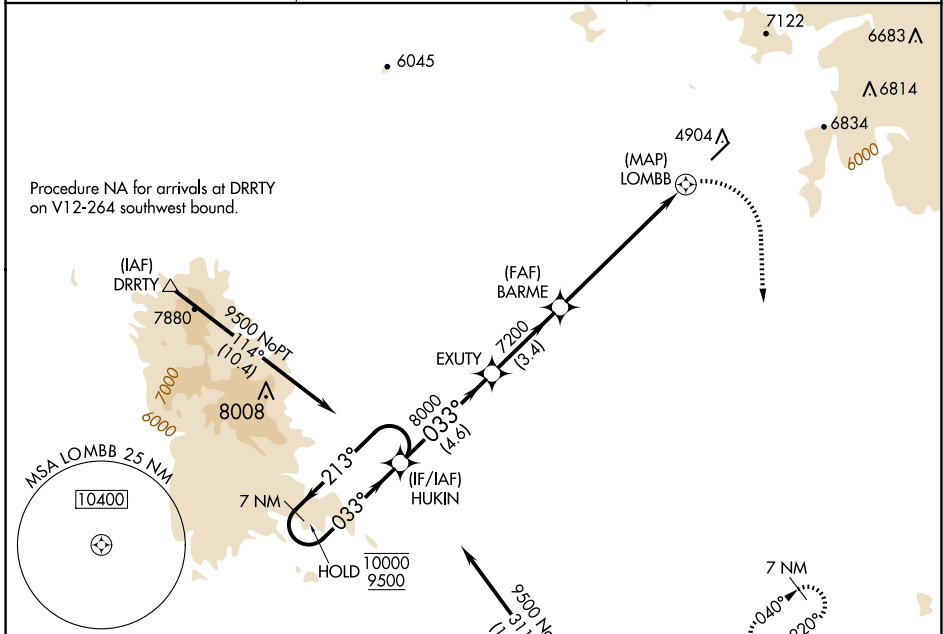 7122
6683
6045
6814
6834
4904
6000
(MAP)
LOMBB
Procedure NA for arrivals at DRRTY
on V12-264 southwest bound.
(IAF)
DRRTY
(FAF)
BARME
7880
9500 NoPT
114°
(10.4)
7200
(3.4)
EXUTY
7000
6000
8008
8000
033°
(4.6)
213°
(IF/IAF)
HUKIN
MSA LOMBB 25 NM
10400
7 NM
033°
HOLD
10000
9500
7 NM
040°
220°
9500
311